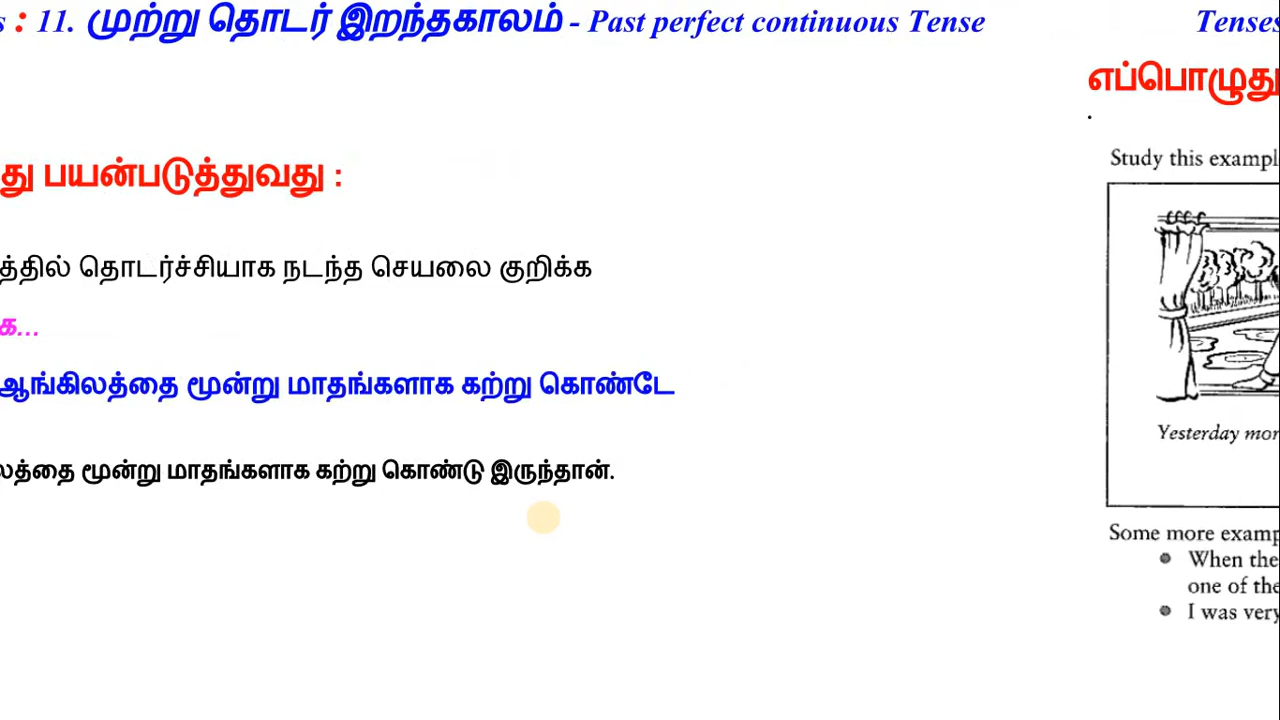 : 11. முற்று தொடர் இறந்தகாலம் - Past perfect continuous Tense
பயன்படுத்துவது :
தொடர்ச்சியாக நடந்த செயலை குறிக்க
ஆங்கிலத்தை மூன்று மாதங்களாக கற்று கொண்டே
மூன்று மாதங்களாக கற்று கொண்டு இருந்தான்.
Tenses
எப்பொழுது
Study this exampl
Yesterday mor
Some more examp
When the
one of the
I was very